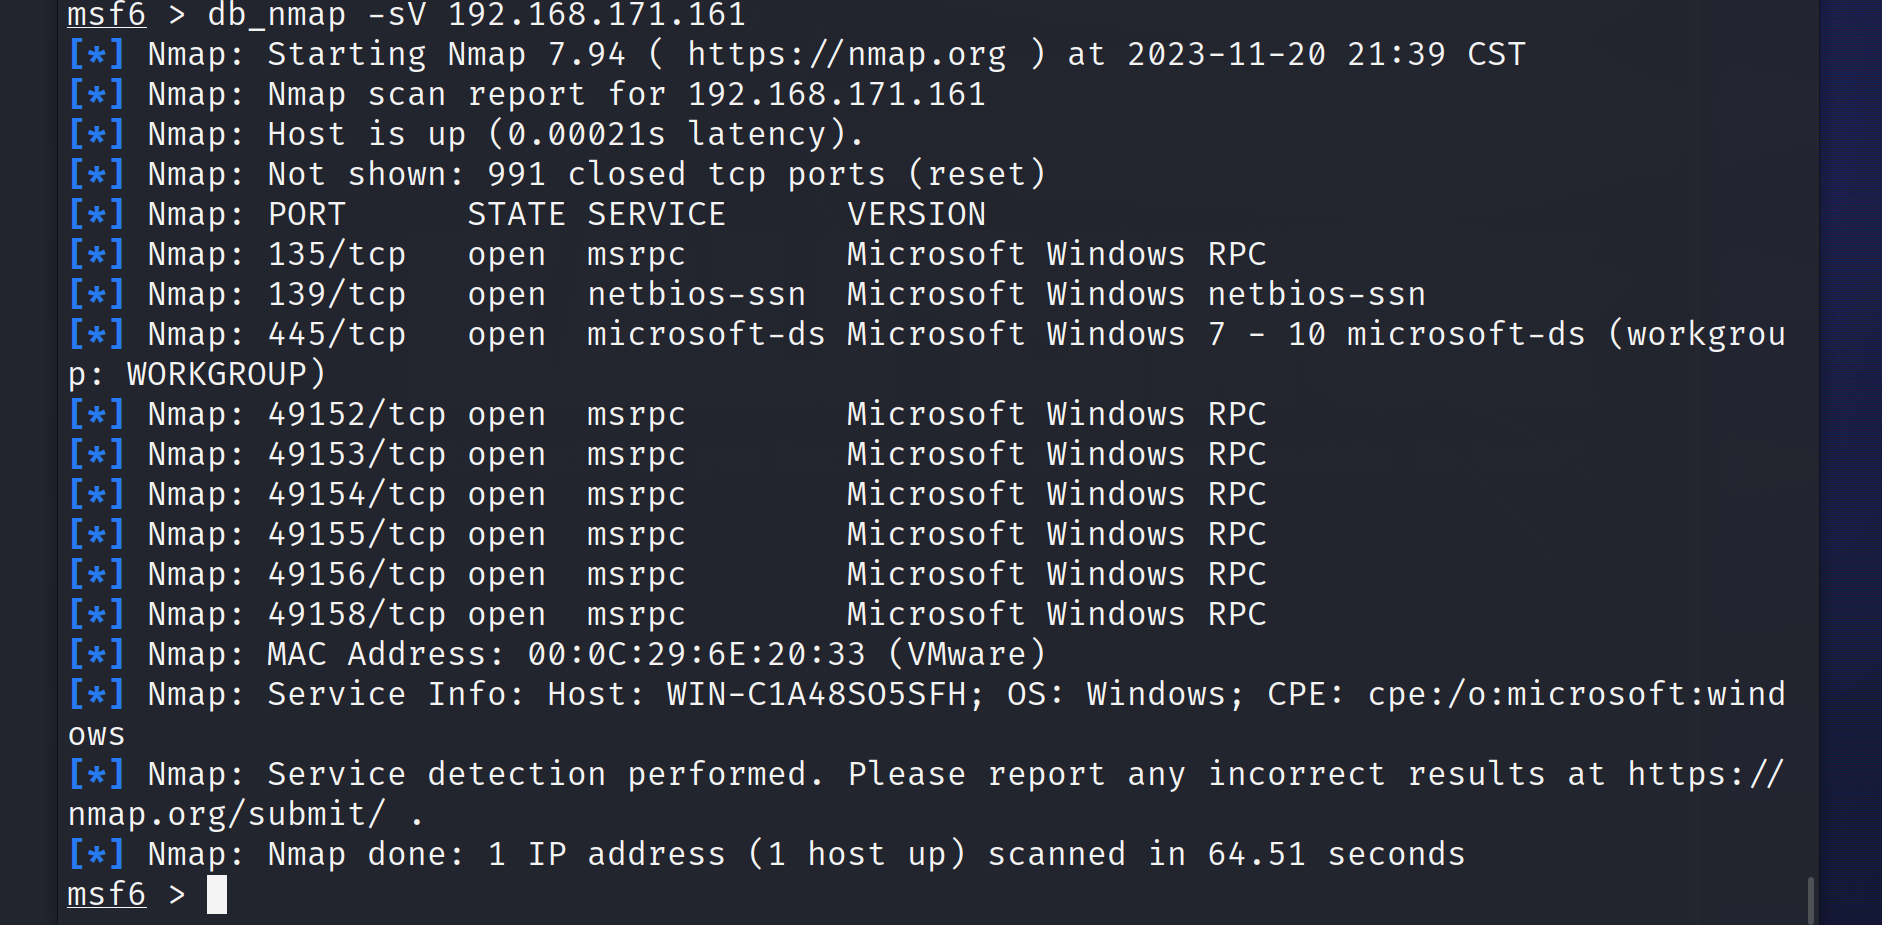 msf6 > db_nmap -sV 192.168.171.161
[*] Nmap: Starting Nmap 7.94 ( https://nmap.org ) at 2023-11-20 21:39 CST
[*] Nmap: Nmap scan report for 192.168.171.161
[*] Nmap: Host is up (0.00021s latency).
[*] Nmap: Not shown: 991 closed tcp ports (reset)
[*] Nmap: PORT      STATE SERVICE      VERSION
[*] Nmap: 135/tcp   open  msrpc        Microsoft Windows RPC
[*] Nmap: 139/tcp   open  netbios-ssn  Microsoft Windows netbios-ssn
[*] Nmap: 445/tcp   open  microsoft-ds Microsoft Windows 7 - 10 microsoft-ds (workgrou
p: WORKGROUP)
[*] Nmap: 49152/tcp open  msrpc        Microsoft Windows RPC
[*] Nmap: 49153/tcp open  msrpc        Microsoft Windows RPC
[*] Nmap: 49154/tcp open  msrpc        Microsoft Windows RPC
[*] Nmap: 49155/tcp open  msrpc        Microsoft Windows RPC
[*] Nmap: 49156/tcp open  msrpc        Microsoft Windows RPC
[*] Nmap: 49158/tcp open  msrpc        Microsoft Windows RPC
[*] Nmap: MAC Address: 00:0C:29:6E:20:33 (VMware)
[*] Nmap: Service Info: Host: WIN-C1A48SO5SFH; OS: Windows; CPE: cpe:/o:microsoft:wind
ows
[*] Nmap: Service detection performed. Please report any incorrect results at https://
nmap.org/submit/ .
[*] Nmap: Nmap done: 1 IP address (1 host up) scanned in 64.51 seconds
msf6 >